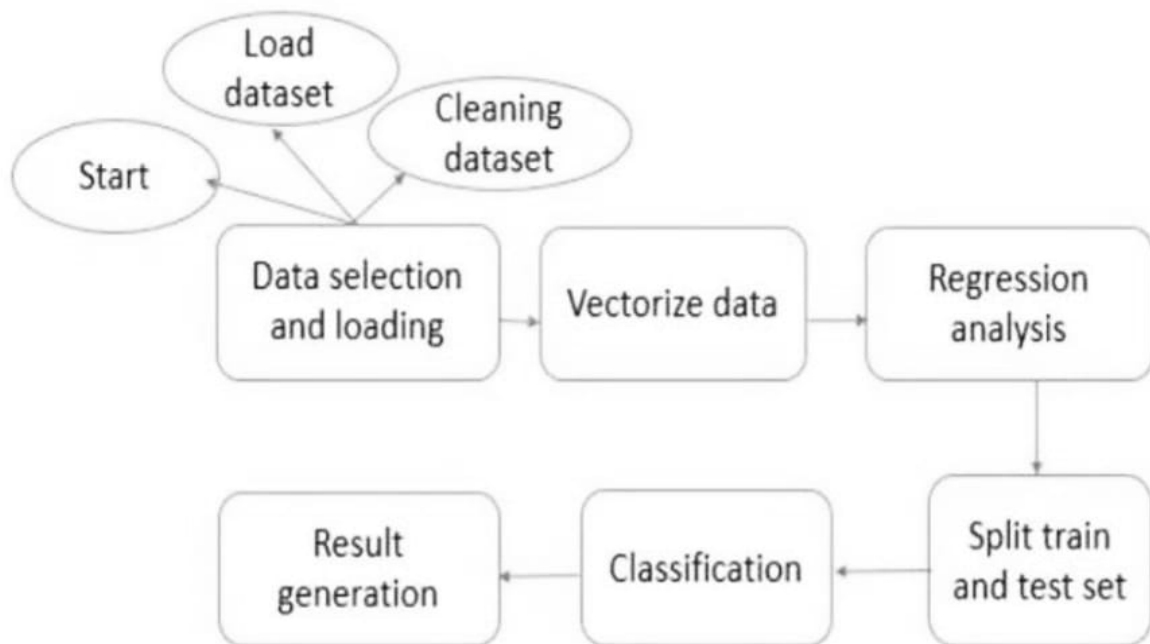 Load
dataset
Cleaning
dataset
Start
Data selection
and loading
Vectorize data
Regression
analysis
Result
generation
Classification
Split train
and test set